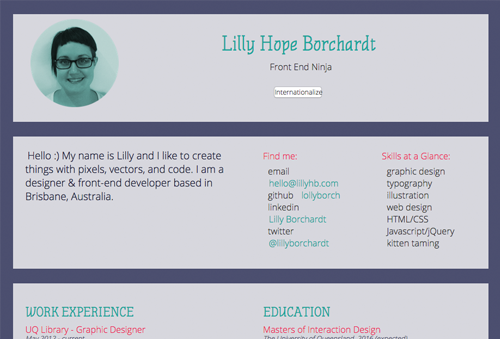 Lilly Hope Borchardt
Front End Ninja
Internationalize
Hello :) My name is Lilly and I like to create
things with pixels, vectors, and code. I am a
designer & front-end developer based in
Brisbane, Australia.
Find me:
email
hello@lillyhb.com
github loilyborch
linkedin
Lilly Borchardt
twitter
@lillyborchardt
Skills at a Glance:
graphic design
typography
illustration
web design
HTML/CSS
Javascript/jQuery
kitten taming
WORK EXPERIENCE
UQ Library - Graphic Designer
May 2012 - current
EDUCATION
Masters of Interaction Design
The University of Queensland, 2016 (expected)